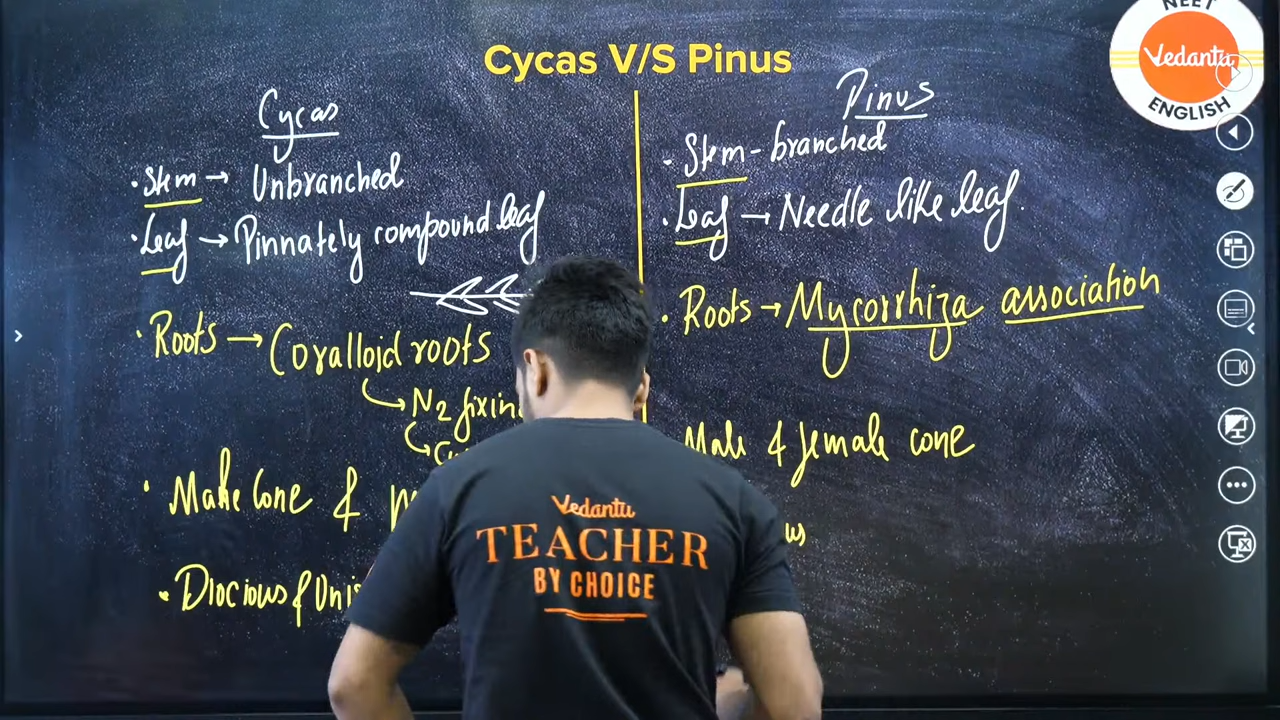 Cycas V/S Pinus
NEET
Vedantu
ENGLISH
Cycas
• Stem → Unbranched
• Leaf → Pinnately compound leaf
• Roots → Coralloid roots
N2 fixing
• Male Cone &
• Diocious &
Pinus
• Stem - branched
• Leaf → Needle like leaf.
• Roots → Mycorrhiza association
Male & female cone
Vedantu
TEACHER
BY CHOICE